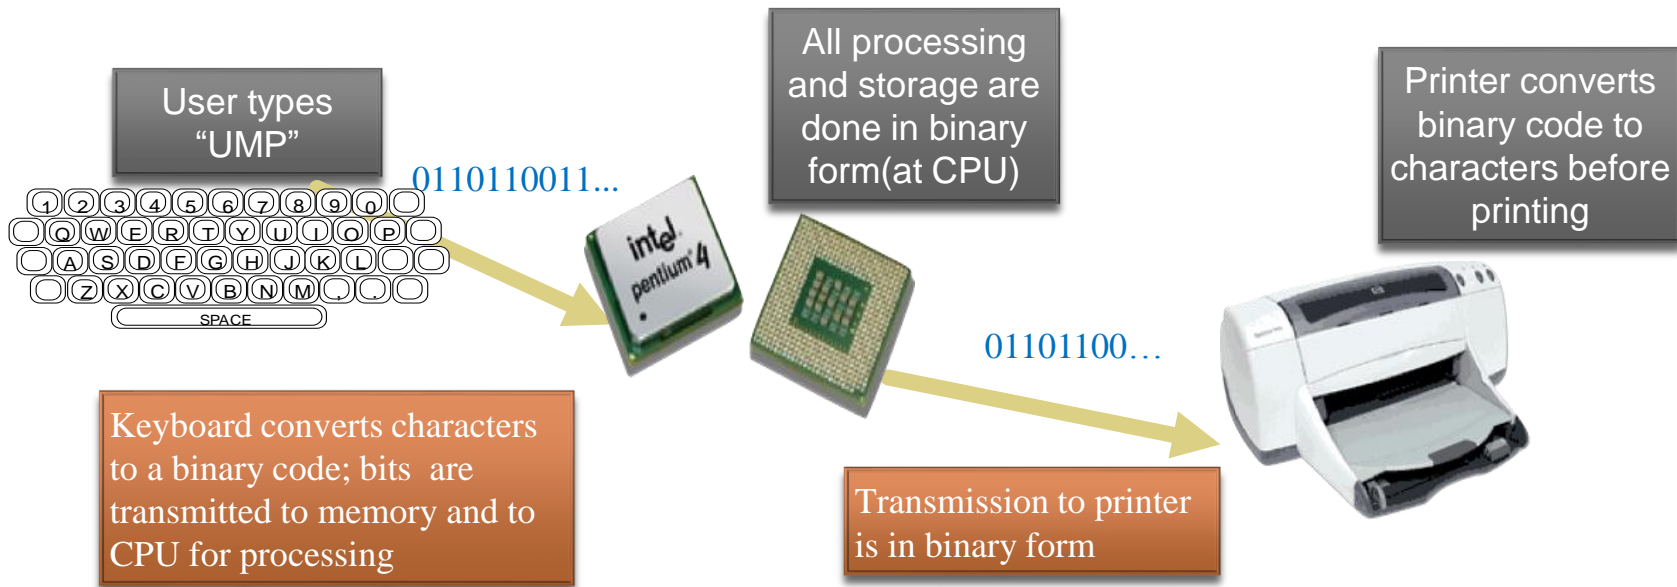 User types
“UMP”
0110110011...
1 2 3 4 5 6 7 8 9 0
Q W E R T Y U I O P
A S D F G H J K L
Z X C V B N M , .
SPACE
Keyboard converts characters
to a binary code; bits are
transmitted to memory and to
CPU for processing
All processing
and storage are
done in binary
form(at CPU)
intel.
pentium 4
01101100…
Transmission to printer
is in binary form
Printer converts
binary code to
characters before
printing
hp